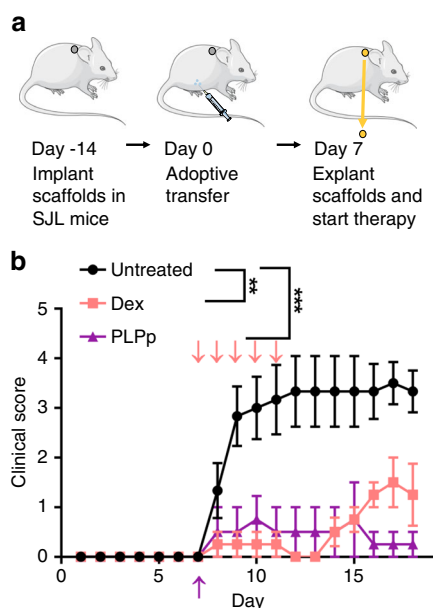 a
Day -14
Implant
scaffolds in
SJL mice
Day 0
Adoptive
transfer
Day 7
Explant
scaffolds and
start therapy
b
Untreated
Dex
PLPp
**
***
Clinical score
5
4
3
2
1
0
0 5 10 15
Day